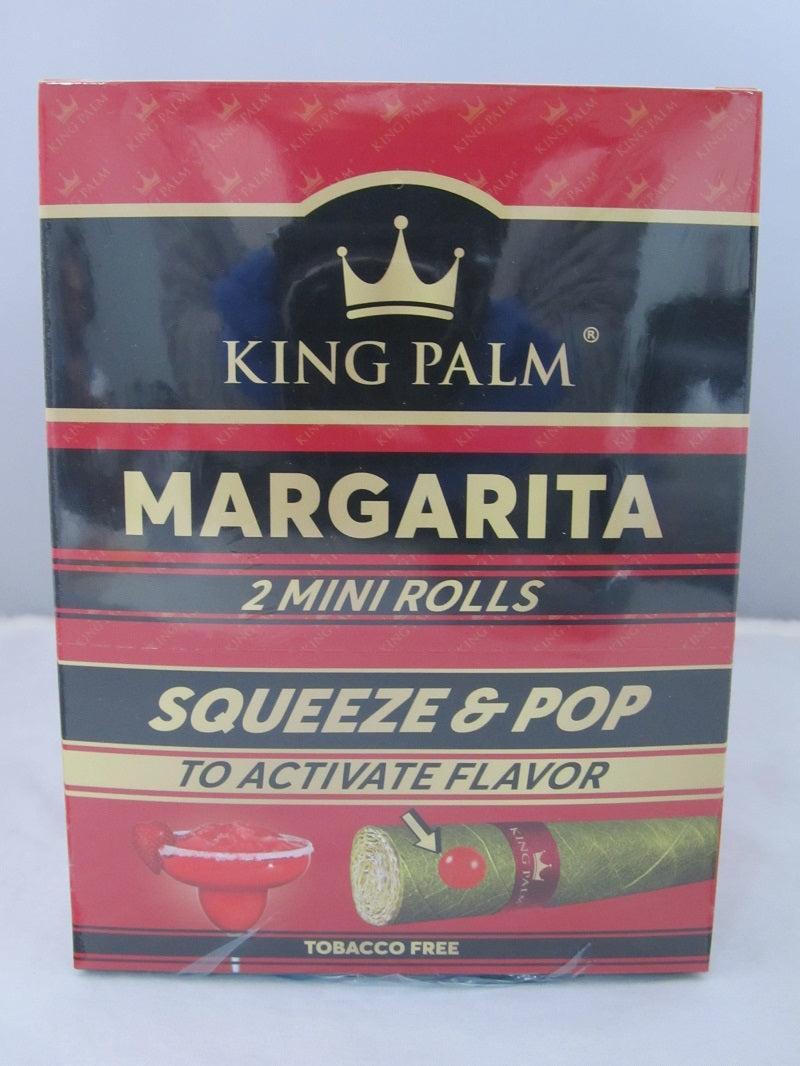 KING PALM®
MARGARITA
2 MINI ROLLS
SQUEEZE & POP
TO ACTIVATE FLAVOR
KING PALM
TOBACCO FREE